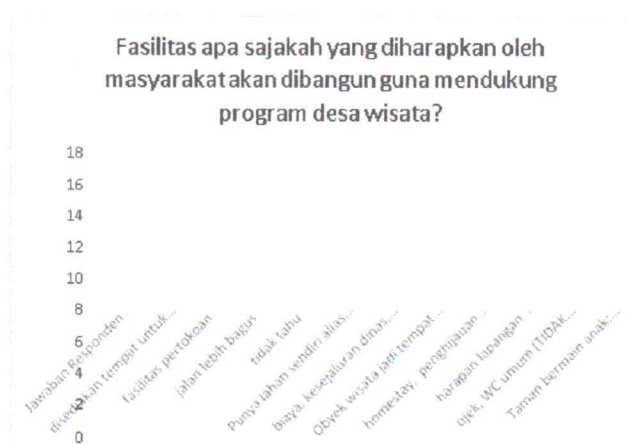 Fasilitas apa sajakah yang diharapkan oleh
masyarakat akan dibangun guna mendukung
program desa wisata?
18
16
14
12
10
8
6
4
2
0
Jawaban Responden
disediakan tempat untuk...
fasilitas pertokoan
jalan lebih bagus
tidak tahu
Punya lahan sendiri alias...
biaya, kesejaluran dinas,...
Obyek wisata jadi tempat...
homestay, penghijauan...
harapan lapangan...
ojek, WC umum (TIDAK...
Taman bermain anak,...